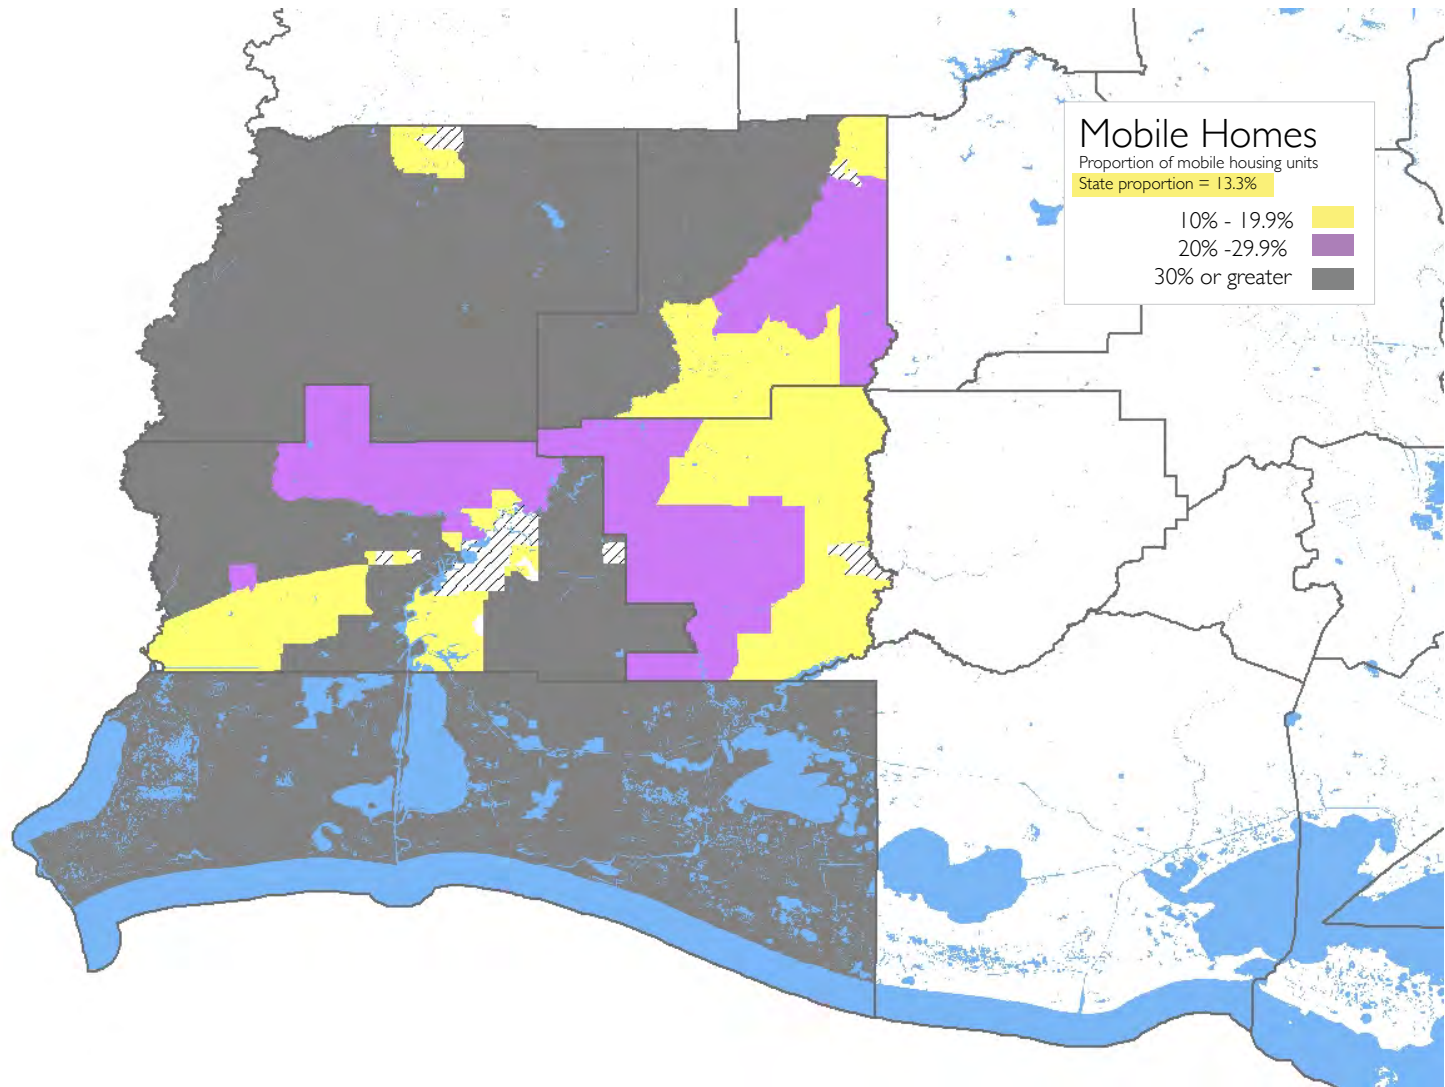 Mobile Homes
Proportion of mobile housing units
State proportion = 13.3%
10% - 19.9%
20% -29.9%
30% or greater